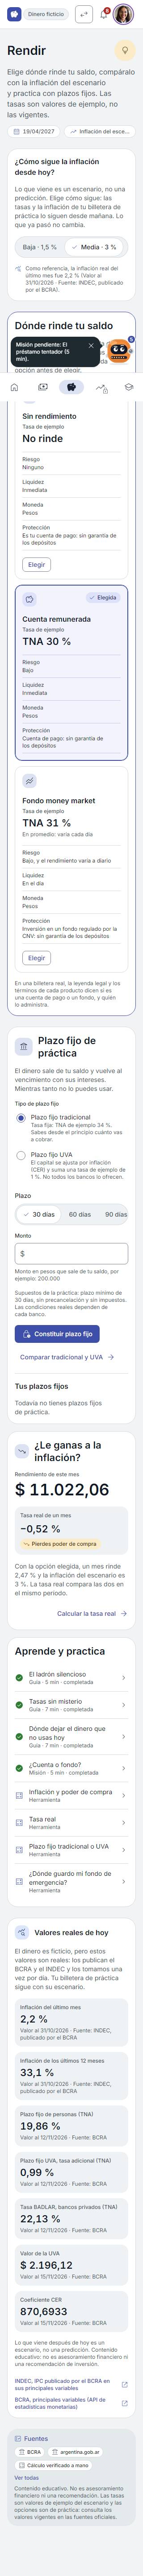 Dinero ficticio
8
Rendir
Elige dónde rinde tu saldo, compáralo
con la inflación del escenario
y practica con plazos fijos. Las
tasas son valores de ejemplo, no
las vigentes.
19/04/2027
Inflación del esce...
¿Cómo sigue la inflación
desde hoy?
Lo que viene es un escenario, no una
predicción. Elige cómo sigue: las
tasas y la inflación de tu billetera de
práctica lo siguen desde mañana. Lo
que ya pasó no cambia.
Baja · 1,5 %
Media · 3 %
Como referencia, la inflación real del
último mes fue 2,2 % (Valor al
31/10/2026 · Fuente: INDEC, publicado
por el BCRA).
Dónde rinde tu saldo
Misión pendiente: El
préstamo tentador (5
min).
5
opción antes de elegir.
Sin rendimiento
Tasa de ejemplo
No rinde
Riesgo
Ninguno
Liquidez
Inmediata
Moneda
Pesos
Protección
Es tu cuenta de pago: sin garantía de
los depósitos
Elegir
Elegida
Cuenta remunerada
Tasa de ejemplo
TNA 30 %
Riesgo
Bajo
Liquidez
Inmediata
Moneda
Pesos
Protección
Cuenta de pago: sin garantía de
los depósitos
Fondo money market
Tasa de ejemplo
TNA 31 %
En promedio: varía cada día
Riesgo
Bajo, y el rendimiento varía a diario
Liquidez
En el día
Moneda
Pesos
Protección
Inversión en un fondo regulado por la
CNV: sin garantía de los depósitos
Elegir
En una billetera real, la leyenda legal y los
términos de cada producto dicen si es
una cuenta de pago o un fondo, y quién
lo administra.
Plazo fijo de
práctica
El dinero sale de tu saldo y vuelve al
vencimiento con sus intereses.
Mientras tanto no lo puedes usar.
Tipo de plazo fijo
Plazo fijo tradicional
Tasa fija: TNA de ejemplo 34 %.
Sabes desde el principio cuánto vas
a cobrar.
Plazo fijo UVA
El capital se ajusta por inflación
(CER) y suma una tasa de ejemplo de
1 %. No todos los bancos lo ofrecen.
Plazo
30 días
60 días
90 días
Monto
$
Monto en pesos que sale de tu saldo, por
ejemplo: 200.000
Supuestos de la práctica: plazo mínimo de
30 días, sin precancelación y sin impuestos.
Las condiciones reales dependen de
cada banco.
Constituir plazo fijo
Comparar tradicional y UVA
Tus plazos fijos
Todavía no tienes plazos fijos
de práctica.
¿Le ganas a la
inflación?
Rendimiento de este mes
$ 11.022,06
Tasa real de un mes
−0,52 %
Pierdes poder de compra
Con la opción elegida, un mes rinde
2,47 % y la inflación del escenario es
3 %. La tasa real compara las dos en
el mismo período.
Calcular la tasa real
Aprende y practica
El ladrón silencioso
Guía · 5 min · completada
Tasas sin misterio
Guía · 7 min · completada
Dónde dejar el dinero que
no usas hoy
Guía · 7 min · completada
¿Cuenta o fondo?
Misión · 5 min · completada
Inflación y poder de compra
Herramienta
Tasa real
Herramienta
Plazo fijo tradicional o UVA
Herramienta
¿Dónde guardo mi fondo de
emergencia?
Herramienta
Valores reales de hoy
El dinero es ficticio, pero estos
valores son reales: los publican el
BCRA y el INDEC y los tomamos una
vez por día. Tu billetera de práctica
sigue con su escenario.
Inflación del último mes
2,2 %
Valor al 31/10/2026 · Fuente: INDEC,
publicado por el BCRA
Inflación de los últimos 12 meses
33,1 %
Valor al 31/10/2026 · Fuente: INDEC,
publicado por el BCRA
Plazo fijo de personas (TNA)
19,86 %
Valor al 12/11/2026 · Fuente: BCRA
Plazo fijo UVA, tasa adicional (TNA)
0,99 %
Valor al 12/11/2026 · Fuente: BCRA
Tasa BADLAR, bancos privados (TNA)
22,13 %
Valor al 12/11/2026 · Fuente: BCRA
Valor de la UVA
$ 2.196,12
Valor al 15/11/2026 · Fuente: BCRA
Coeficiente CER
870,6933
Valor al 15/11/2026 · Fuente: BCRA
Lo que viene después de hoy es un
escenario, no una predicción. Contenido
educativo: no es asesoramiento financiero ni
una recomendación de inversión.
INDEC, IPC publicado por el BCRA en
sus principales variables
BCRA, principales variables (API de
estadísticas monetarias)
Fuentes
BCRA
argentina.gob.ar
Cálculo verificado a mano
Ver todas
Contenido educativo. No es asesoramiento
financiero ni recomendación de inversión. Las tasas
son valores de ejemplo del escenario y las
opciones son de práctica: consulta los
valores vigentes en las fuentes oficiales.